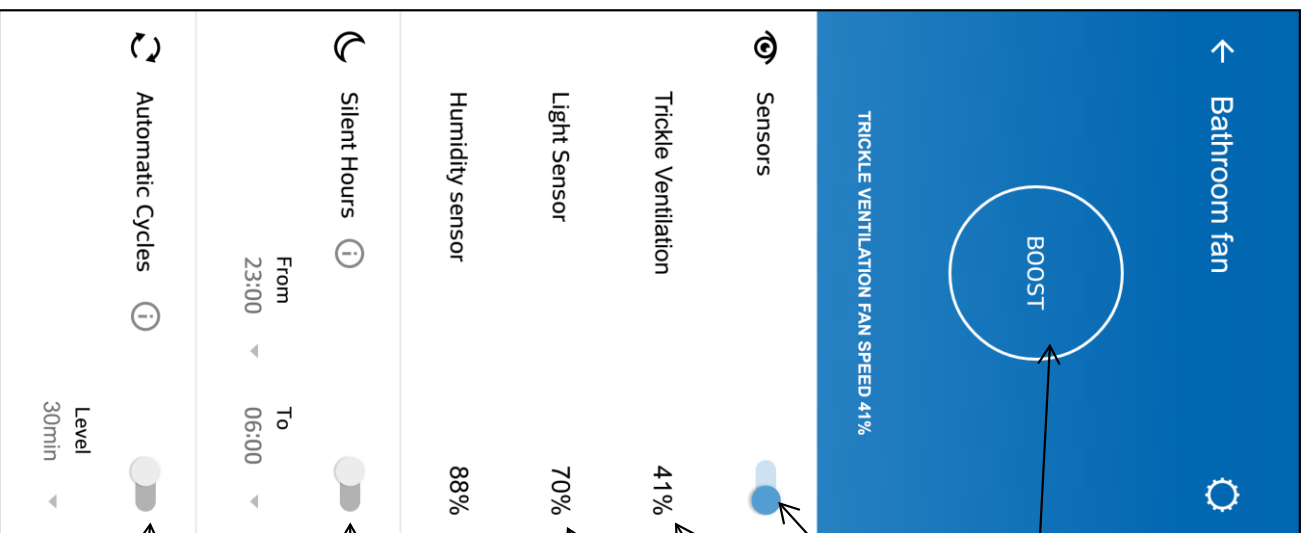 Bathroom fan
BOOST
TRICKLE VENTILATION FAN SPEED 41%
Sensors
Trickle Ventilation 41%
Light Sensor 70%
Humidity sensor 88%
Silent Hours
From To
23:00 06:00
Automatic Cycles
Level
30min